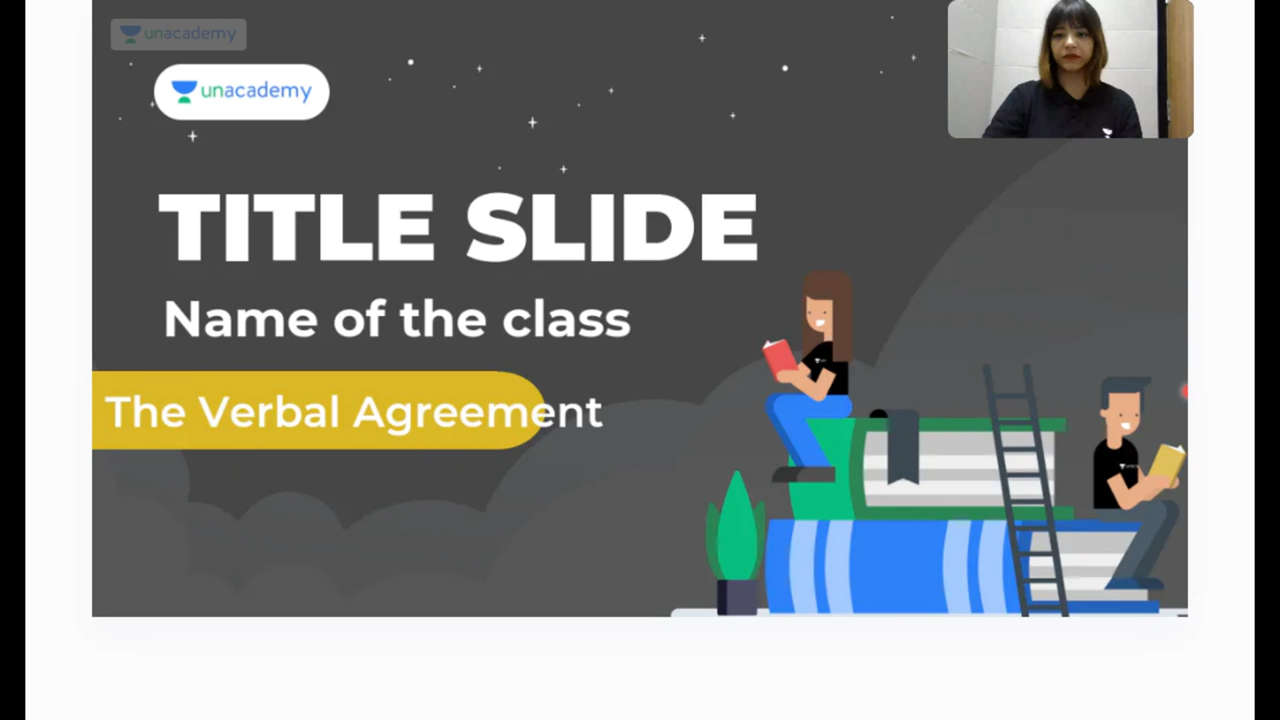 unacademy
unacademy
TITLE SLIDE
Name of the class
The Verbal Agreement